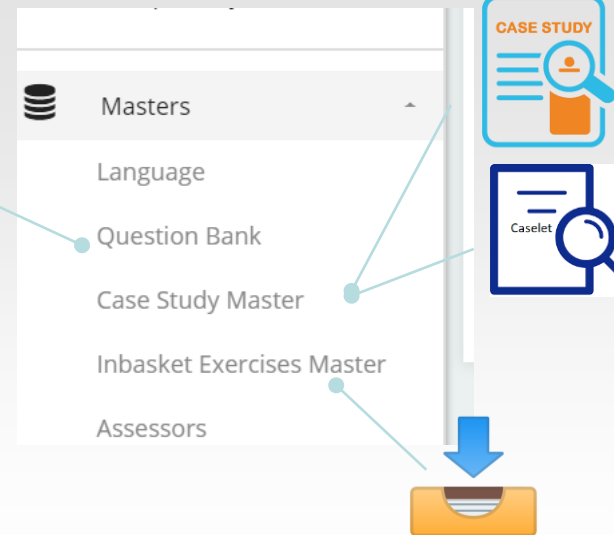 Masters
Language
Question Bank
Case Study Master
Inbasket Exercises Master
Assessors
CASE STUDY
Caselet